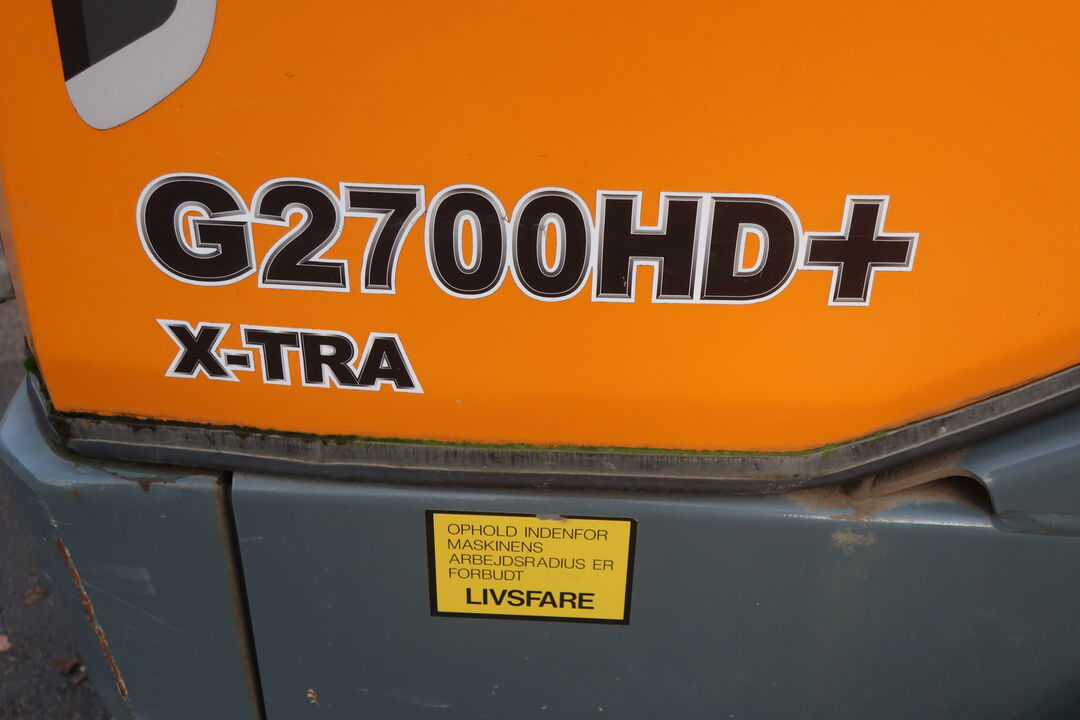 G2700HD+
X-TRA
OPHOLD INDENFOR
MASKINENS
ARBEJDSRADIUS ER
FORBUDT
LIVSFARE